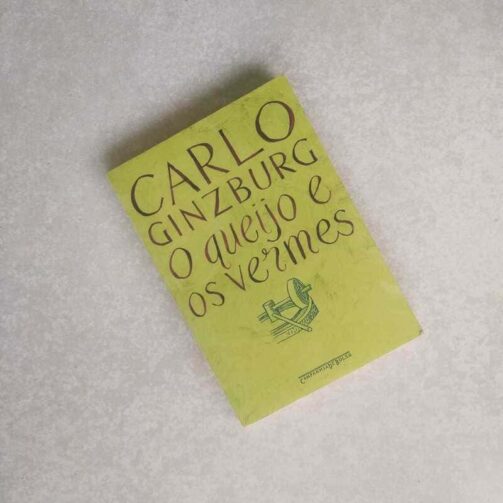 CARLO
GINZBURG
O queijo e
os vermes
COMPANHIA DE BOLSO